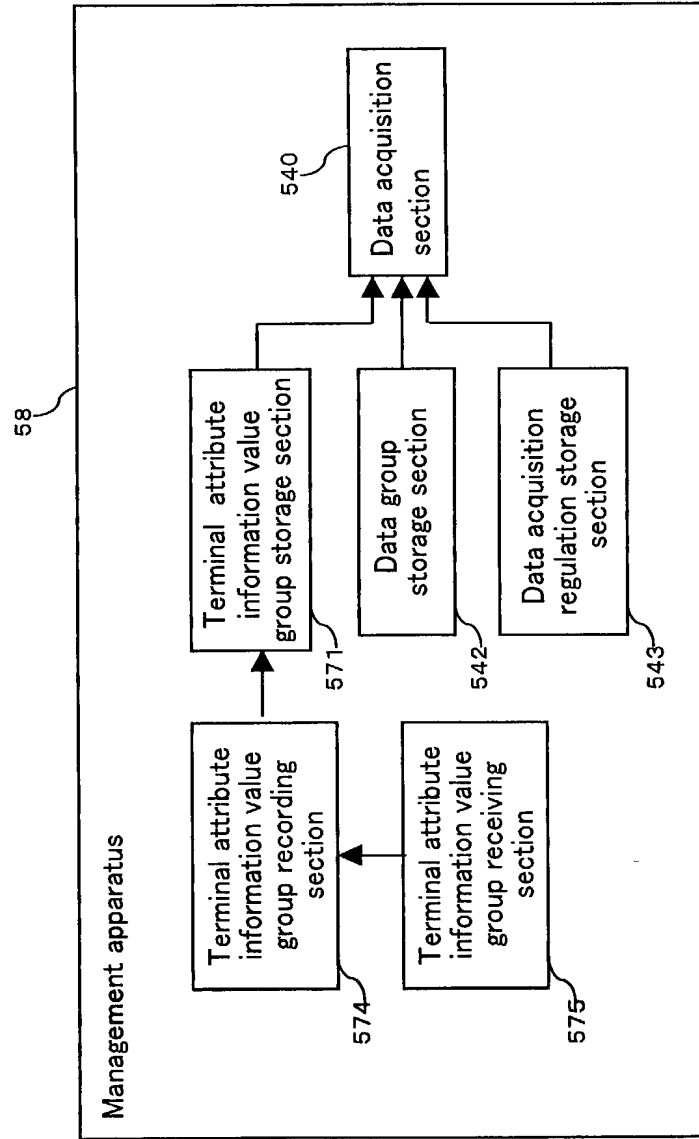 58
Management apparatus
Terminal attribute
information value
group recording
section
574
Terminal attribute
information value
group receiving
section
575
Terminal attribute
information value
group storage section
571
Data group
storage section
542
Data acquisition
regulation storage
section
543
540
Data acquisition
section